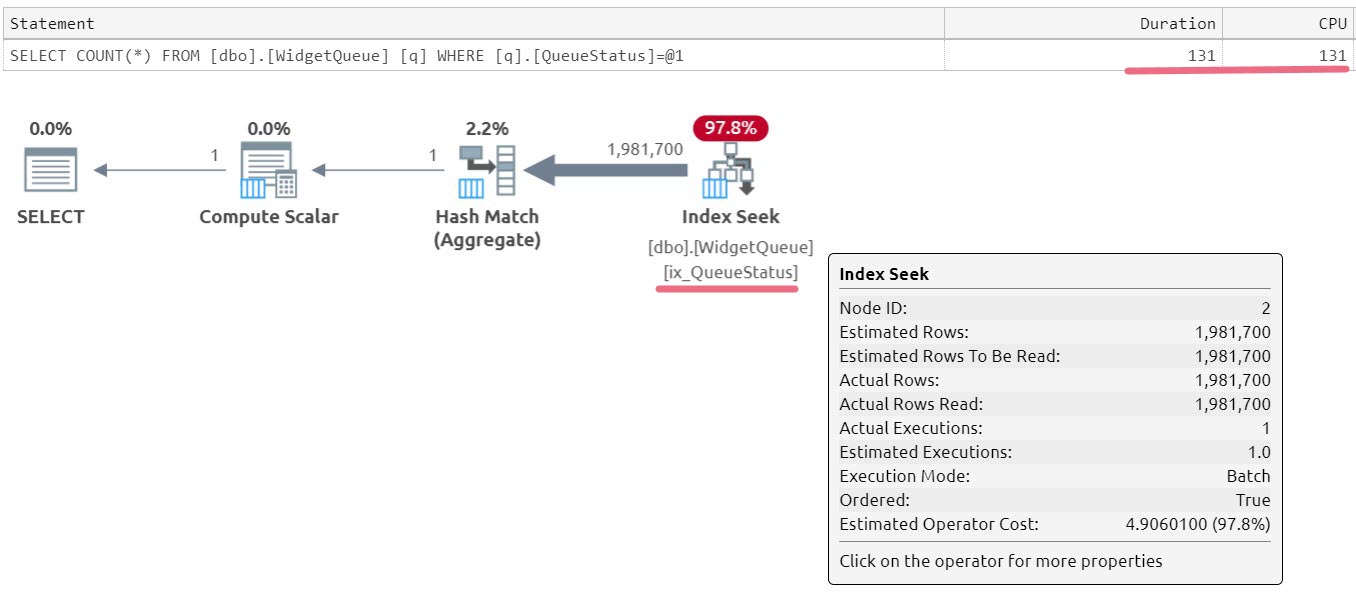 Statement Duration CPU
SELECT COUNT(*) FROM [dbo].[WidgetQueue] [q] WHERE [q].[QueueStatus]=@1 131 131
0.0% 0.0% 2.2% 97.8%
1 1 1,981,700
SELECT Compute Scalar Hash Match Index Seek
(Aggregate)
[dbo].[WidgetQueue]
[ix_QueueStatus]
Index Seek
Node ID: 2
Estimated Rows: 1,981,700
Estimated Rows To Be Read: 1,981,700
Actual Rows: 1,981,700
Actual Rows Read: 1,981,700
Actual Executions: 1
Estimated Executions: 1.0
Execution Mode: Batch
Ordered: True
Estimated Operator Cost: 4.9060100 (97.8%)
Click on the operator for more properties